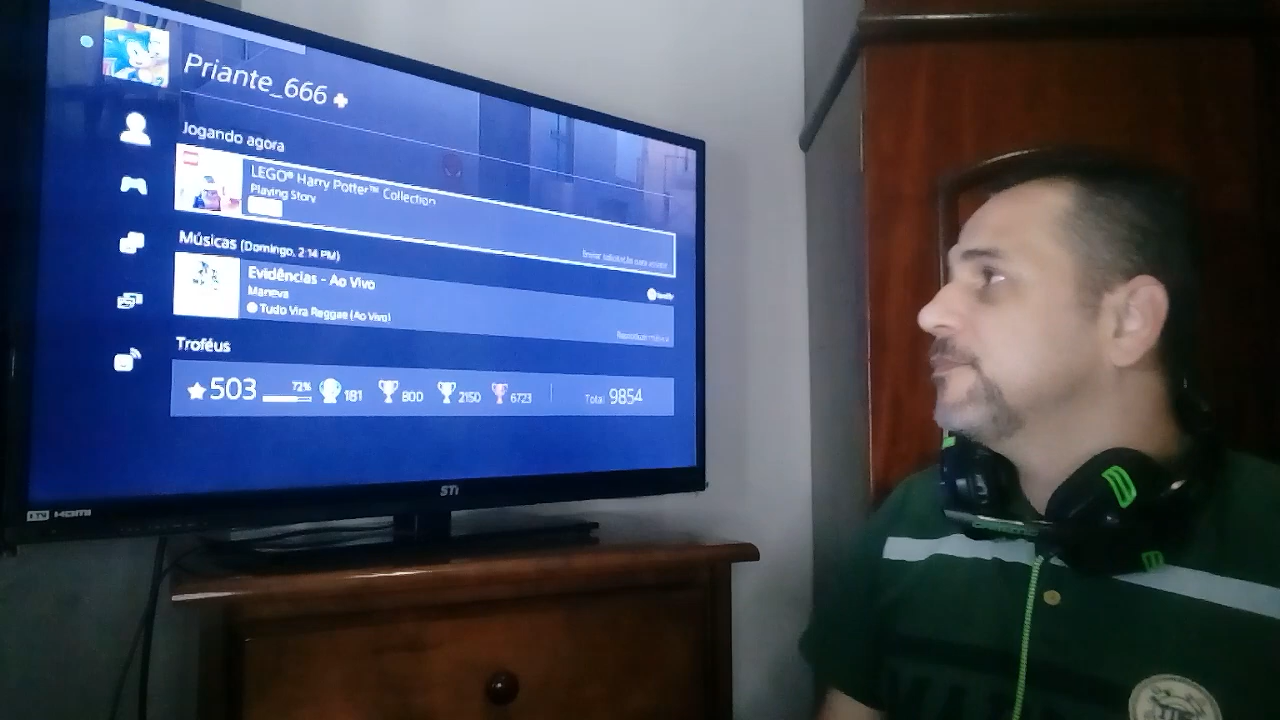 Priante_666
Jogando agora
LEGO® Harry Potter™ Collection
Playing Story
Músicas (Domingo, 2:14 PM)
Evidências - Ao Vivo
Maneva
Tudo Vira Reggae (Ao Vivo)
Troféus
503 72% 181 800 2150 6723 Total 9854
STi
HDMI